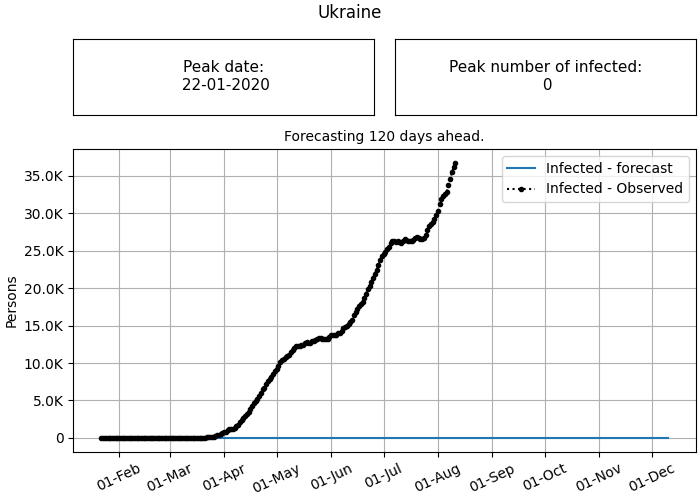 Ukraine
Peak date:
22-01-2020
Peak number of infected:
0
Forecasting 120 days ahead.
Infected - forecast
Infected - Observed
35.0K
30.0K
25.0K
20.0K
15.0K
10.0K
5.0K
0
Persons
01-Feb
01-Mar
01-Apr
01-May
01-Jun
01-Jul
01-Aug
01-Sep
01-Oct
01-Nov
01-Dec